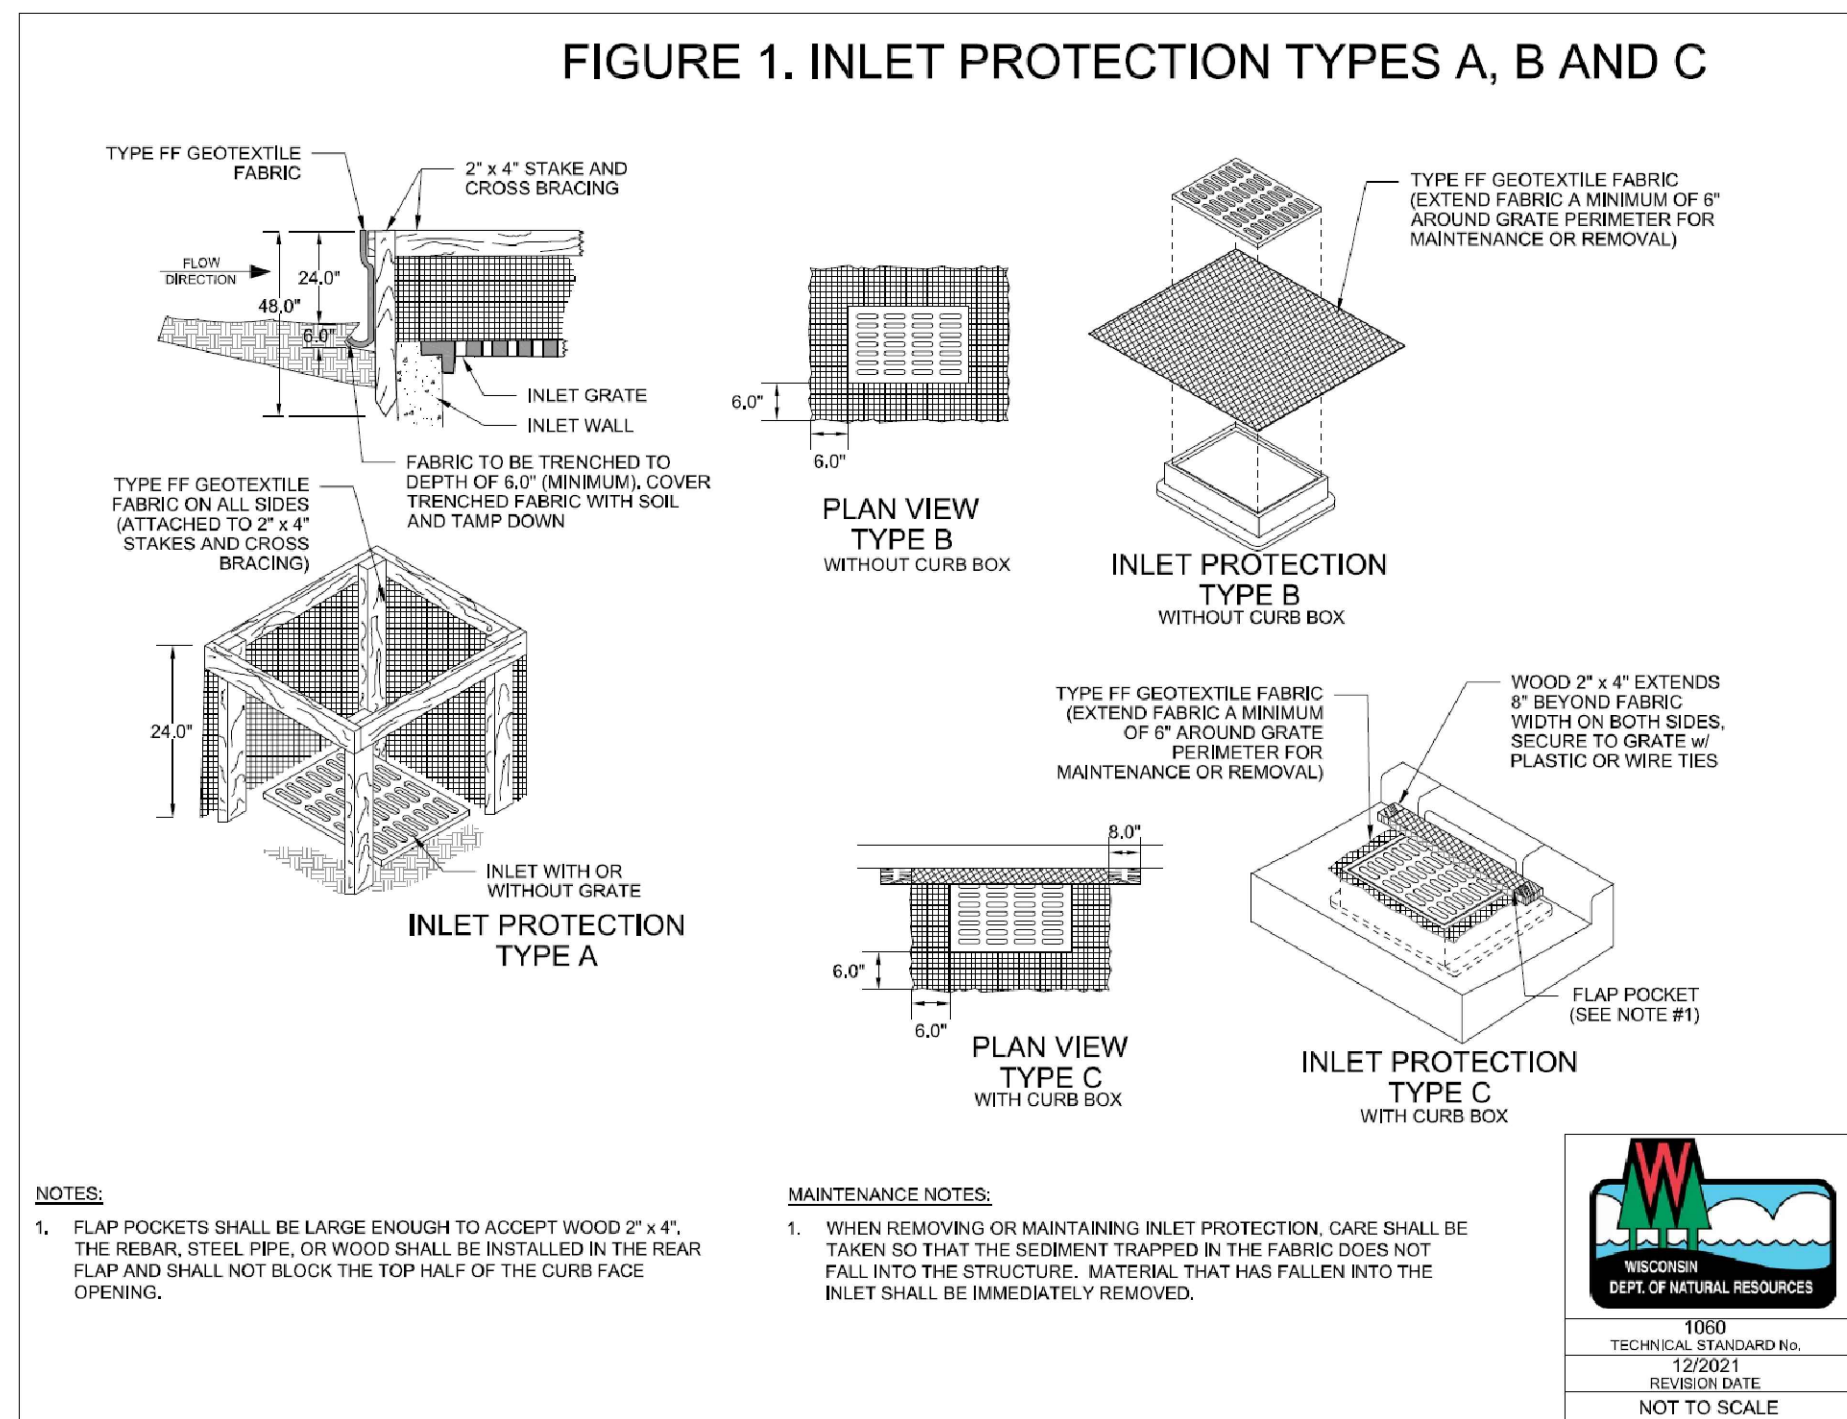 FIGURE 1. INLET PROTECTION TYPES A, B AND C
TYPE FF GEOTEXTILE
FABRIC
2" x 4" STAKE AND
CROSS BRACING
FLOW
DIRECTION
24.0"
48.0"
6.0"
INLET GRATE
INLET WALL
FABRIC TO BE TRENCHED TO
DEPTH OF 6.0" (MINIMUM). COVER
TRENCHED FABRIC WITH SOIL
AND TAMP DOWN
TYPE FF GEOTEXTILE
FABRIC ON ALL SIDES
(ATTACHED TO 2" x 4"
STAKES AND CROSS
BRACING)
24.0"
INLET WITH OR
WITHOUT GRATE
INLET PROTECTION
TYPE A
6.0"
6.0"
PLAN VIEW
TYPE B
WITHOUT CURB BOX
TYPE FF GEOTEXTILE FABRIC
(EXTEND FABRIC A MINIMUM OF 6"
AROUND GRATE PERIMETER FOR
MAINTENANCE OR REMOVAL)
INLET PROTECTION
TYPE B
WITHOUT CURB BOX
TYPE FF GEOTEXTILE FABRIC
(EXTEND FABRIC A MINIMUM
OF 6" AROUND GRATE
PERIMETER FOR
MAINTENANCE OR REMOVAL)
WOOD 2" x 4" EXTENDS
8" BEYOND FABRIC
WIDTH ON BOTH SIDES,
SECURE TO GRATE w/
PLASTIC OR WIRE TIES
8.0"
6.0"
6.0"
PLAN VIEW
TYPE C
WITH CURB BOX
FLAP POCKET
(SEE NOTE #1)
INLET PROTECTION
TYPE C
WITH CURB BOX
NOTES:
1. FLAP POCKETS SHALL BE LARGE ENOUGH TO ACCEPT WOOD 2" x 4".
THE REBAR, STEEL PIPE, OR WOOD SHALL BE INSTALLED IN THE REAR
FLAP AND SHALL NOT BLOCK THE TOP HALF OF THE CURB FACE
OPENING.
MAINTENANCE NOTES:
1. WHEN REMOVING OR MAINTAINING INLET PROTECTION, CARE SHALL BE
TAKEN SO THAT THE SEDIMENT TRAPPED IN THE FABRIC DOES NOT
FALL INTO THE STRUCTURE. MATERIAL THAT HAS FALLEN INTO THE
INLET SHALL BE IMMEDIATELY REMOVED.
W
WISCONSIN
DEPT. OF NATURAL RESOURCES
1060
TECHNICAL STANDARD No.
12/2021
REVISION DATE
NOT TO SCALE